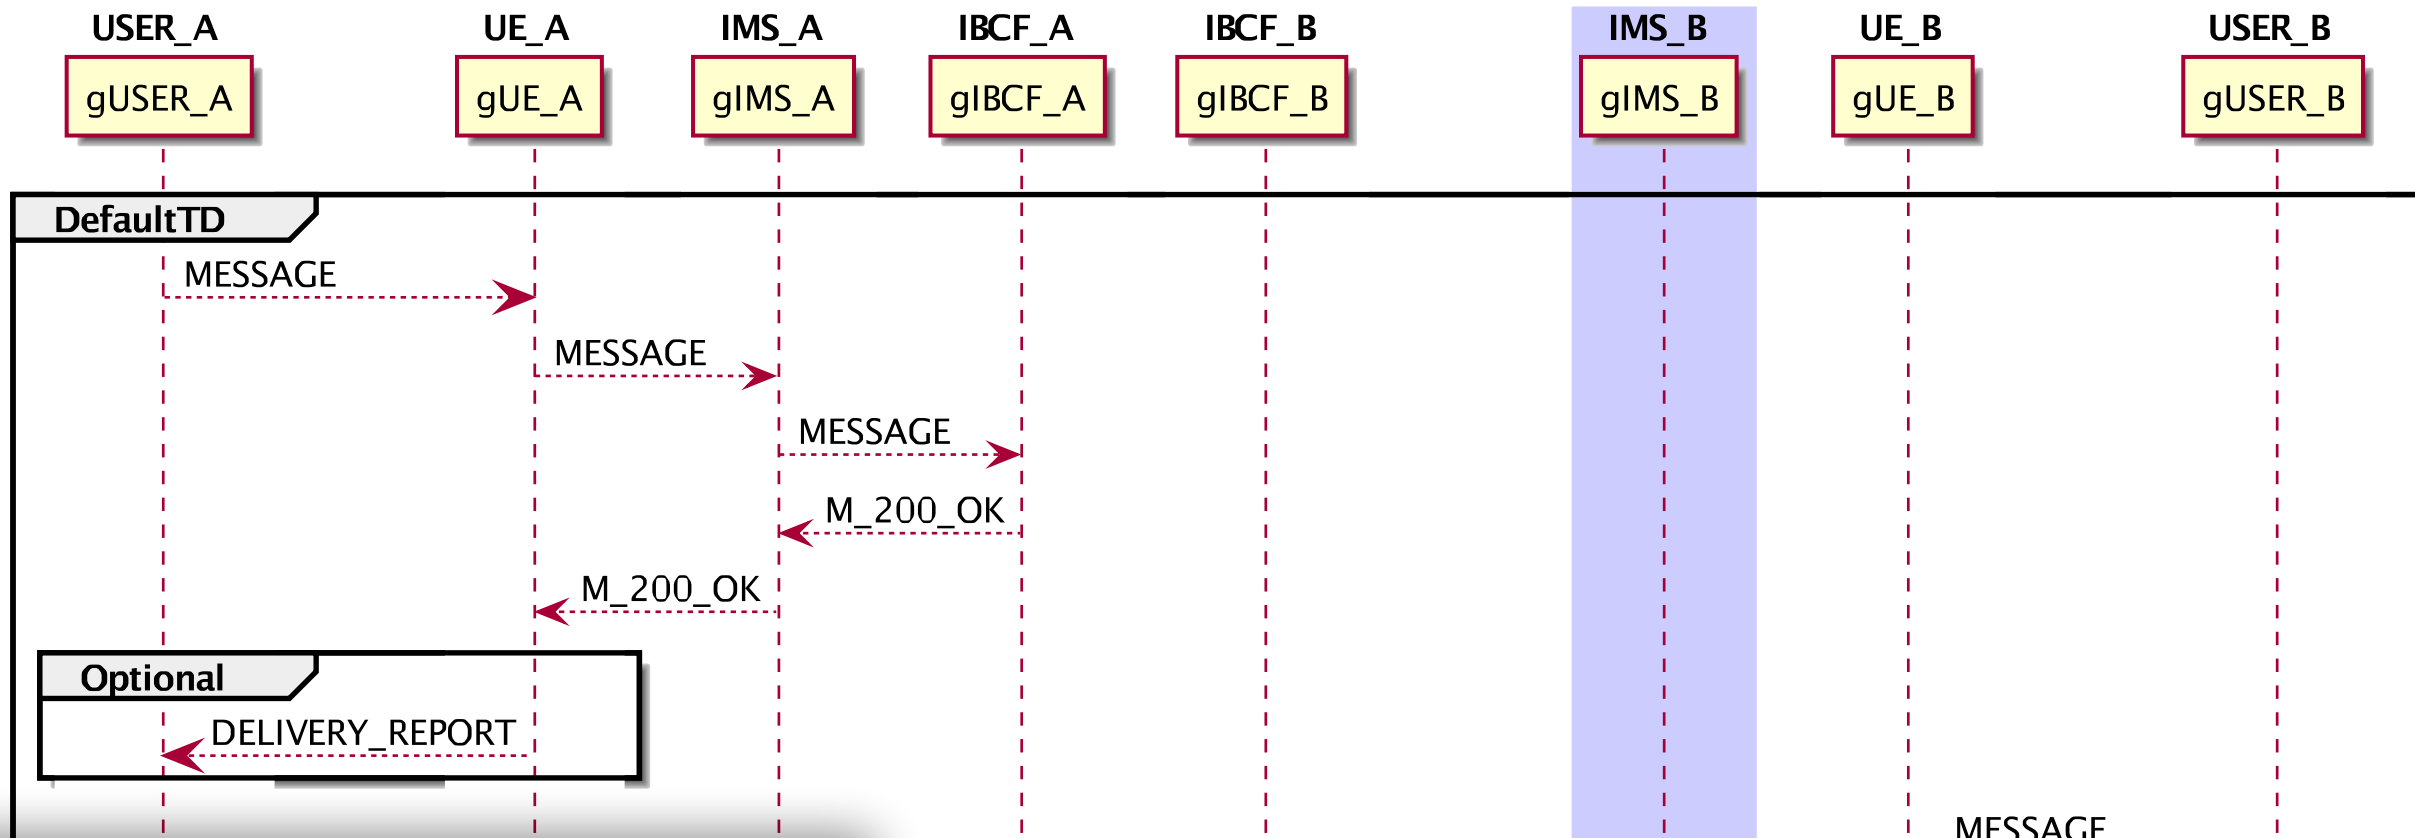 USER_A UE_A IMS_A IBCF_A IBCF_B IMS_B UE_B USER_B
gUSER_A gUE_A gIMS_A gIBCF_A gIBCF_B gIMS_B gUE_B gUSER_B
DefaultTD
MESSAGE
MESSAGE
MESSAGE
M_200_OK
M_200_OK
Optional
DELIVERY_REPORT
MESSAGE